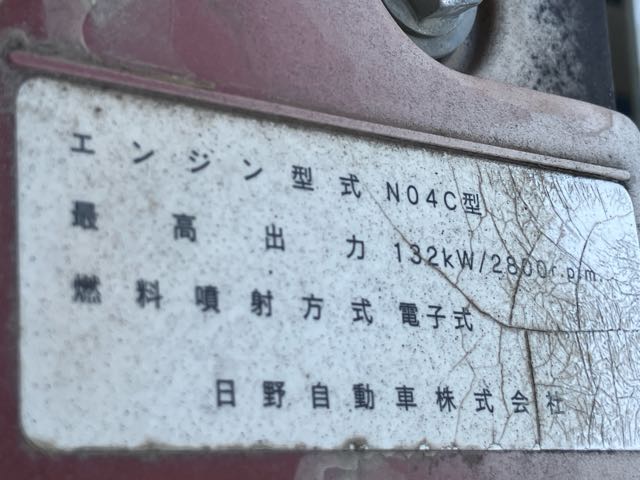 エンジン型式 N04C型
最高出力 132kW/2800r.p.m.
燃料噴射方式 電子式
日野自動車株式会社